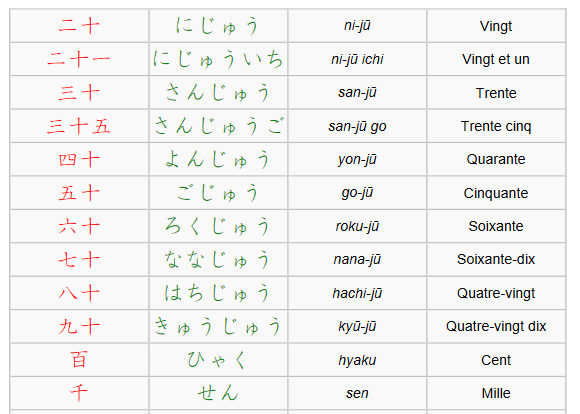 二十 にじゅう ni-jū Vingt
二十一 にじゅういち ni-jū ichi Vingt et un
三十 さんじゅう san-jū Trente
三十五 さんじゅうご san-jū go Trente cinq
四十 よんじゅう yon-jū Quarante
五十 ごじゅう go-jū Cinquante
六十 ろくじゅう roku-jū Soixante
七十 ななじゅう nana-jū Soixante-dix
八十 はちじゅう hachi-jū Quatre-vingt
九十 きゅうじゅう kyū-jū Quatre-vingt dix
百 ひゃく hyaku Cent
千 せん sen Mille